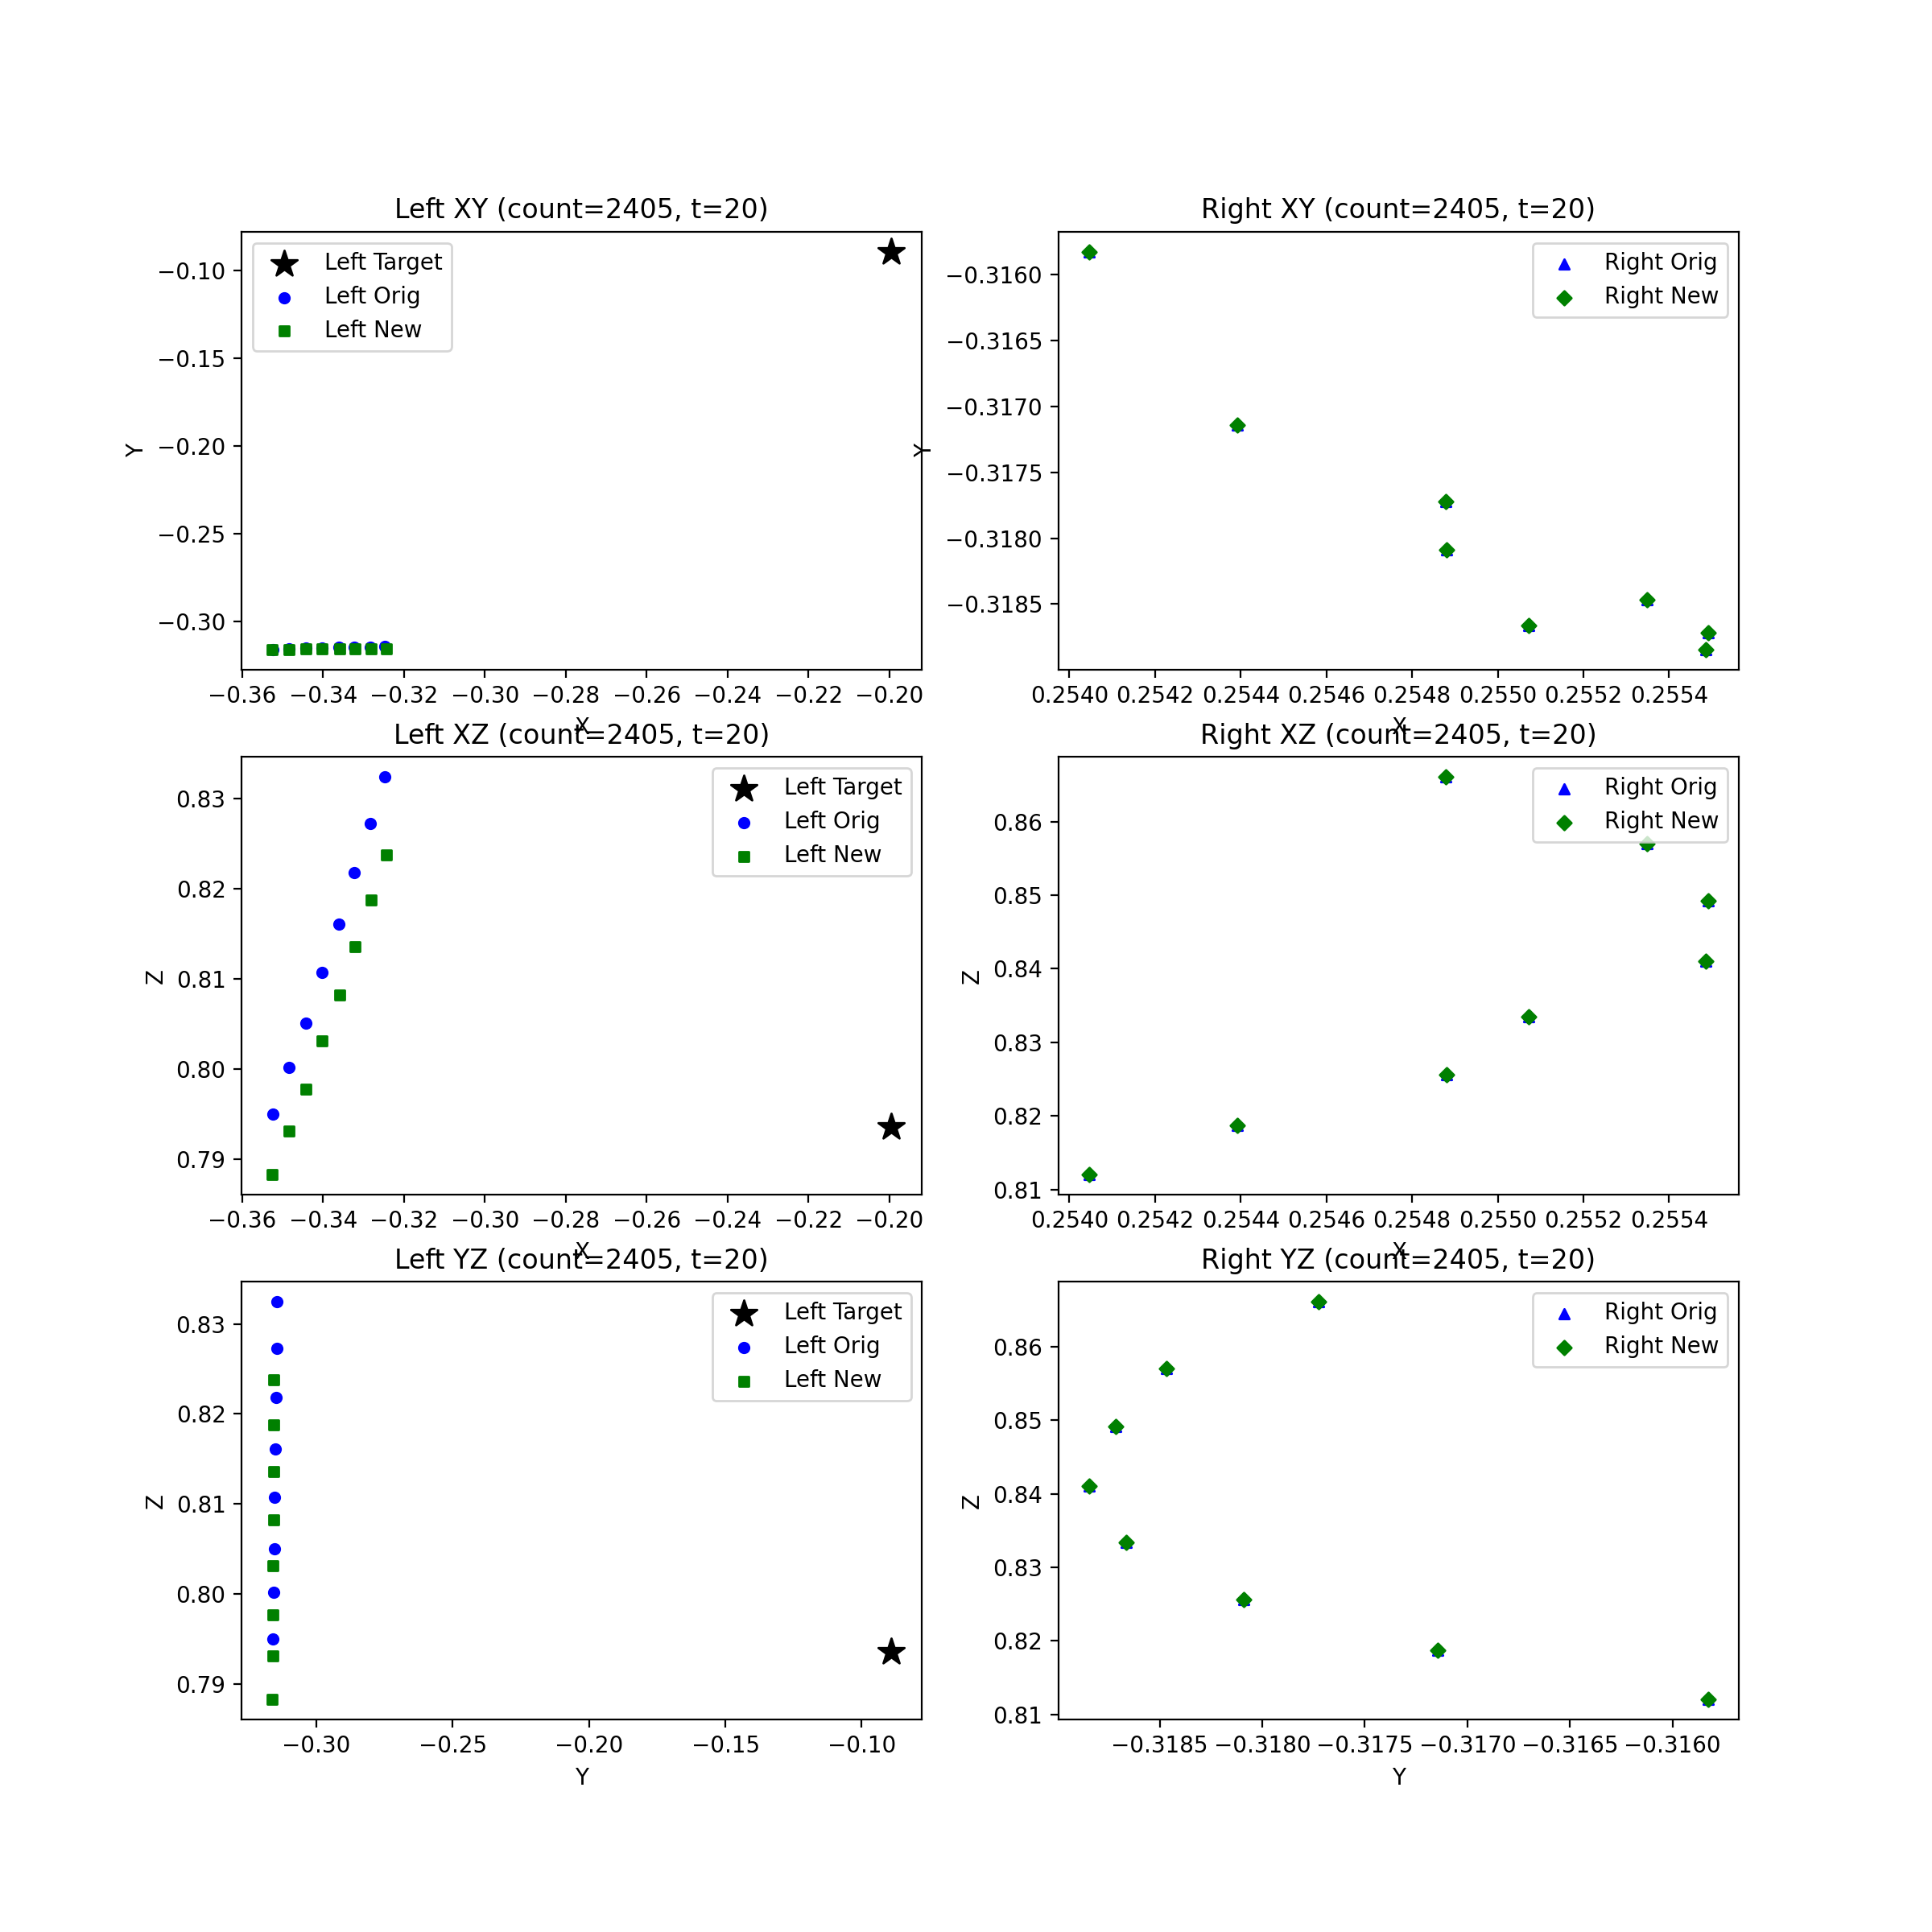 Left XY (count=2405, t=20)
Left Target
Left Orig
Left New
−0.10
−0.15
−0.20
−0.25
−0.30
Y
−0.36 −0.34 −0.32 −0.30 −0.28 −0.26 −0.24 −0.22 −0.20
X
Right XY (count=2405, t=20)
Right Orig
Right New
−0.3160
−0.3165
−0.3170
−0.3175
−0.3180
−0.3185
Y
0.2540 0.2542 0.2544 0.2546 0.2548 0.2550 0.2552 0.2554
X
Left XZ (count=2405, t=20)
Left Target
Left Orig
Left New
0.83
0.82
0.81
0.80
0.79
Z
−0.36 −0.34 −0.32 −0.30 −0.28 −0.26 −0.24 −0.22 −0.20
X
Right XZ (count=2405, t=20)
Right Orig
Right New
0.86
0.85
0.84
0.83
0.82
0.81
Z
0.2540 0.2542 0.2544 0.2546 0.2548 0.2550 0.2552 0.2554
X
Left YZ (count=2405, t=20)
Left Target
Left Orig
Left New
0.83
0.82
0.81
0.80
0.79
Z
−0.30 −0.25 −0.20 −0.15 −0.10
Y
Right YZ (count=2405, t=20)
Right Orig
Right New
0.86
0.85
0.84
0.83
0.82
0.81
Z
−0.3185 −0.3180 −0.3175 −0.3170 −0.3165 −0.3160
Y